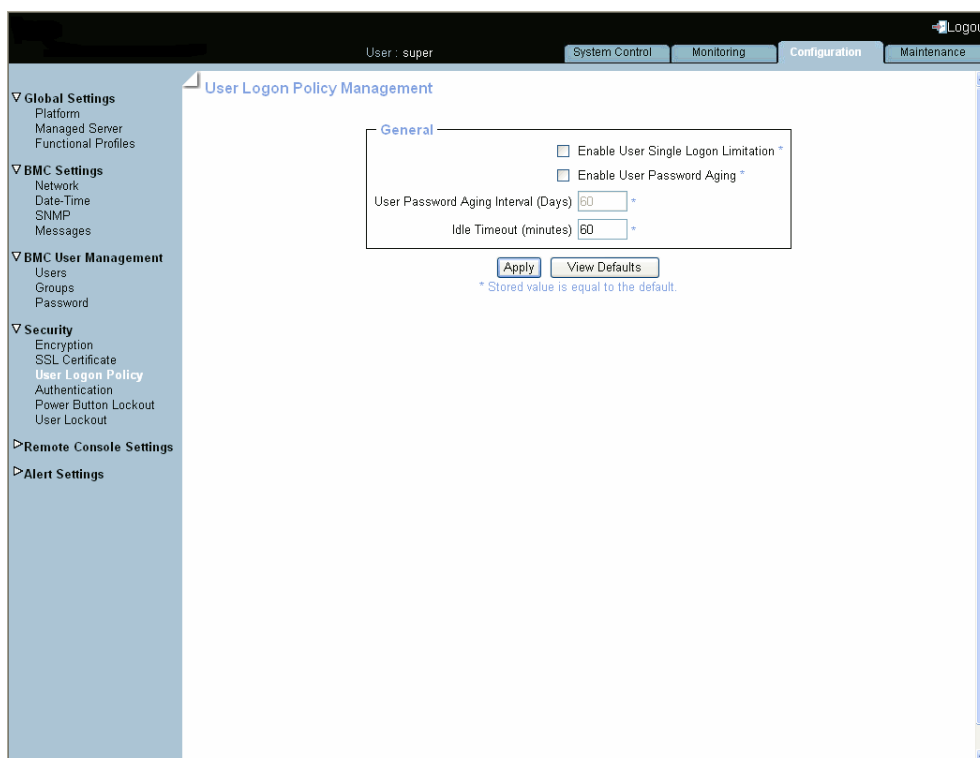 Logou
User : super
System Control
Monitoring
Configuration
Maintenance
Global Settings
Platform
Managed Server
Functional Profiles
BMC Settings
Network
Date-Time
SNMP
Messages
BMC User Management
Users
Groups
Password
Security
Encryption
SSL Certificate
User Logon Policy
Authentication
Power Button Lockout
User Lockout
Remote Console Settings
Alert Settings
User Logon Policy Management
General
Enable User Single Logon Limitation *
Enable User Password Aging *
User Password Aging Interval (Days) 60 *
Idle Timeout (minutes) 60 *
Apply
View Defaults
* Stored value is equal to the default.